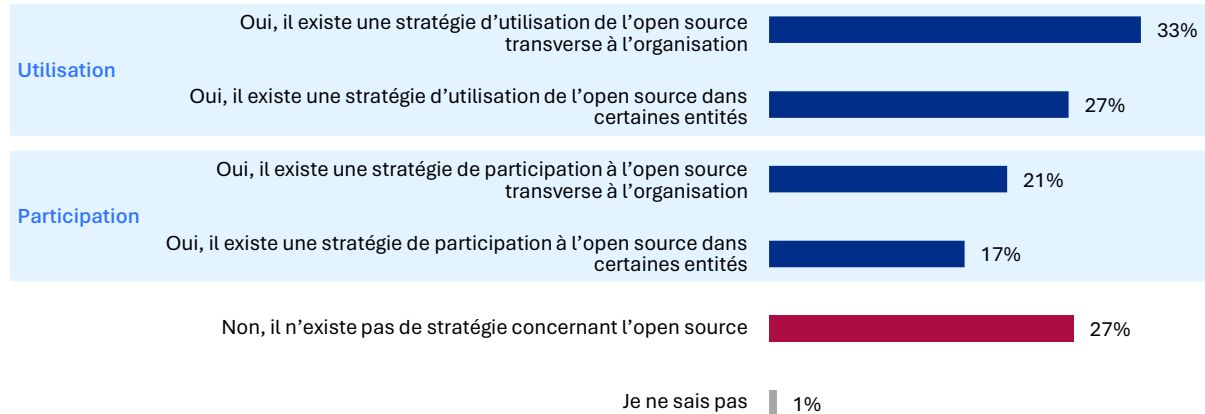 Oui, il existe une stratégie d’utilisation de l’open source
transverse à l’organisation
33%
Utilisation
Oui, il existe une stratégie d’utilisation de l’open source dans
certaines entités
27%
Oui, il existe une stratégie de participation à l’open source
transverse à l’organisation
21%
Participation
Oui, il existe une stratégie de participation à l’open source dans
certaines entités
17%
Non, il n’existe pas de stratégie concernant l’open source
27%
Je ne sais pas
1%